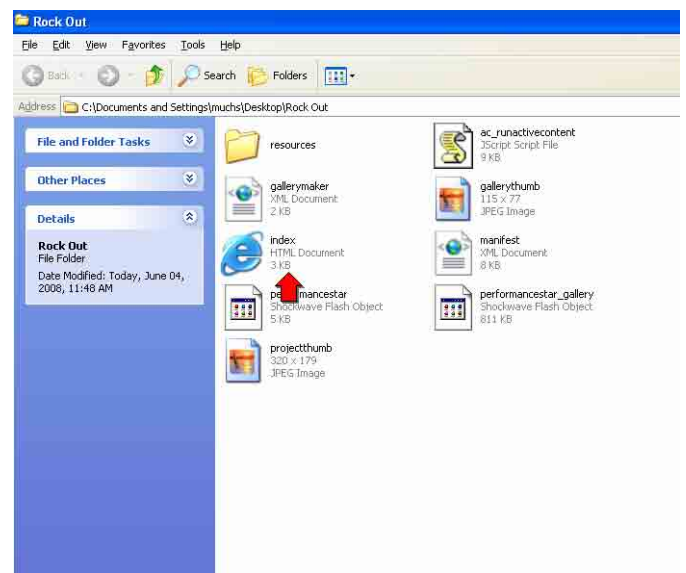 Rock Out
File Edit View Favorites Tools Help
Back Search Folders
Address C:\Documents and Settings\muchs\Desktop\Rock Out
File and Folder Tasks
Other Places
Details
Rock Out
File Folder
Date Modified: Today, June 04,
2008, 11:48 AM
resources
ac_runactivecontent
JScript Script File
9 KB
gallerymaker
XML Document
2 KB
gallerythumb
115 x 77
JPEG Image
index
HTML Document
3 KB
manifest
XML Document
8 KB
Shockwave Flash Object
5 KB
performancestar_gallery
Shockwave Flash Object
811 KB
projectthumb
320 x 179
JPEG Image